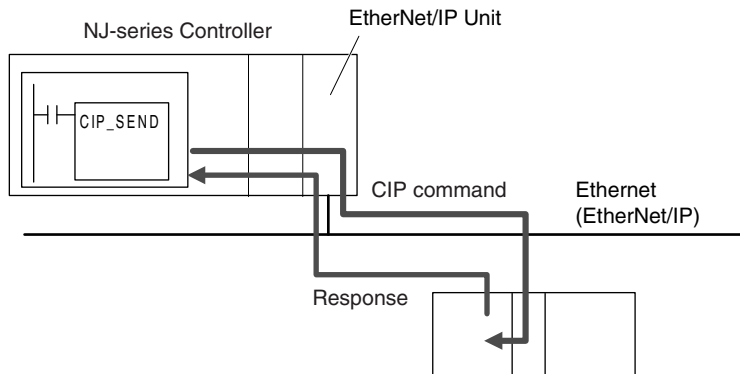 EtherNet/IP Unit
NJ-series Controller
CIP_SEND
CIP command
Ethernet
(EtherNet/IP)
Response